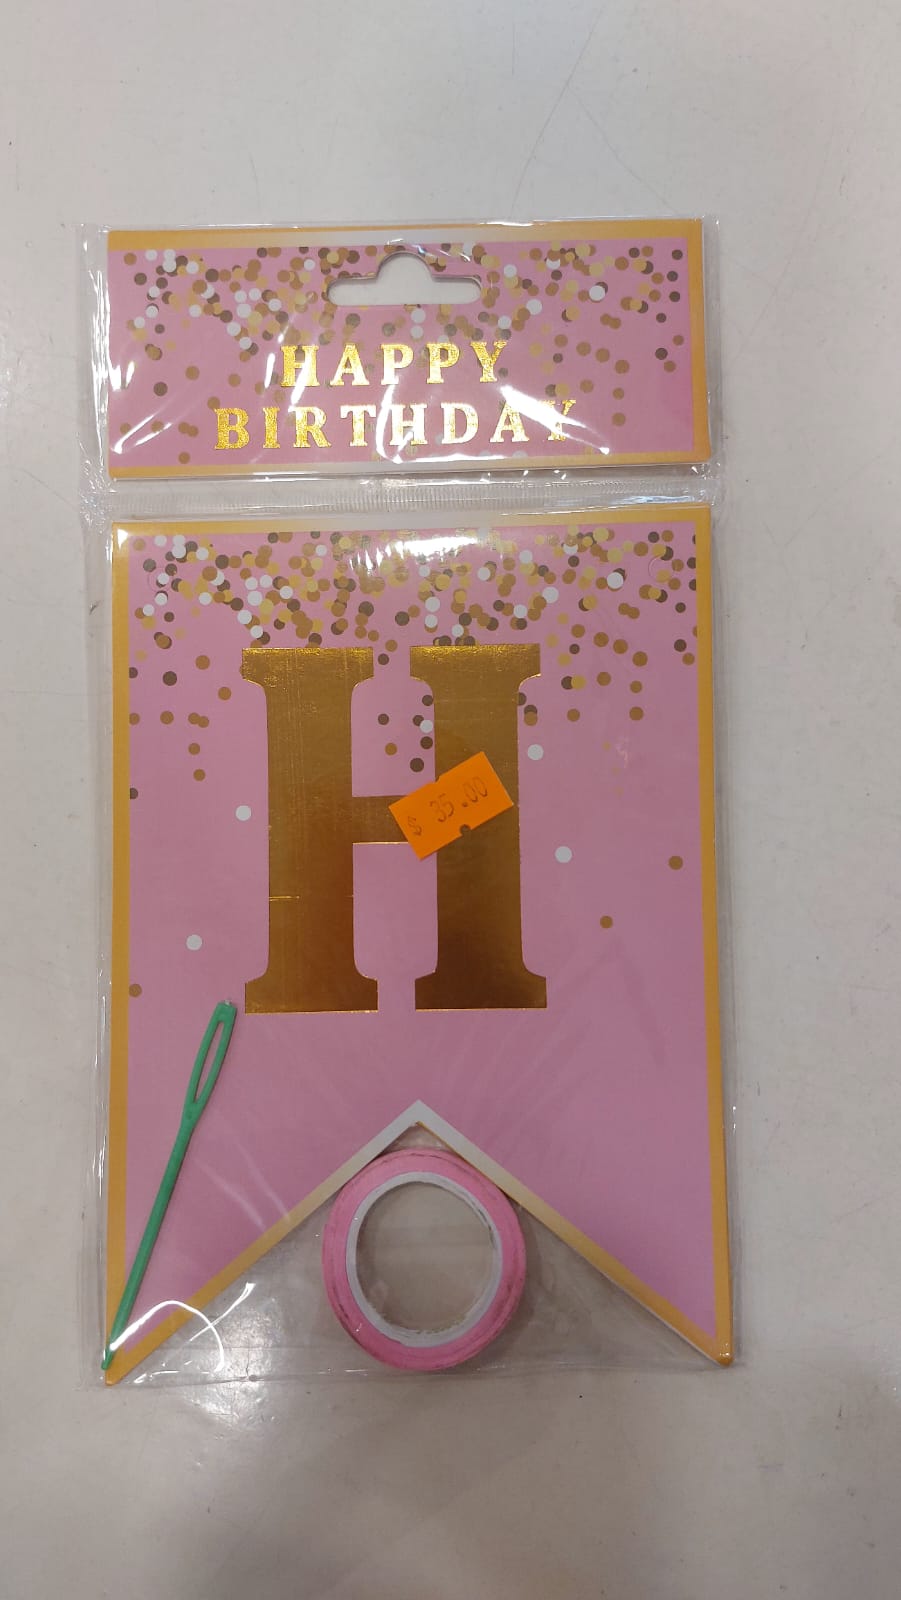 HAPPY
BIRTHDAY
H
$ 35.00